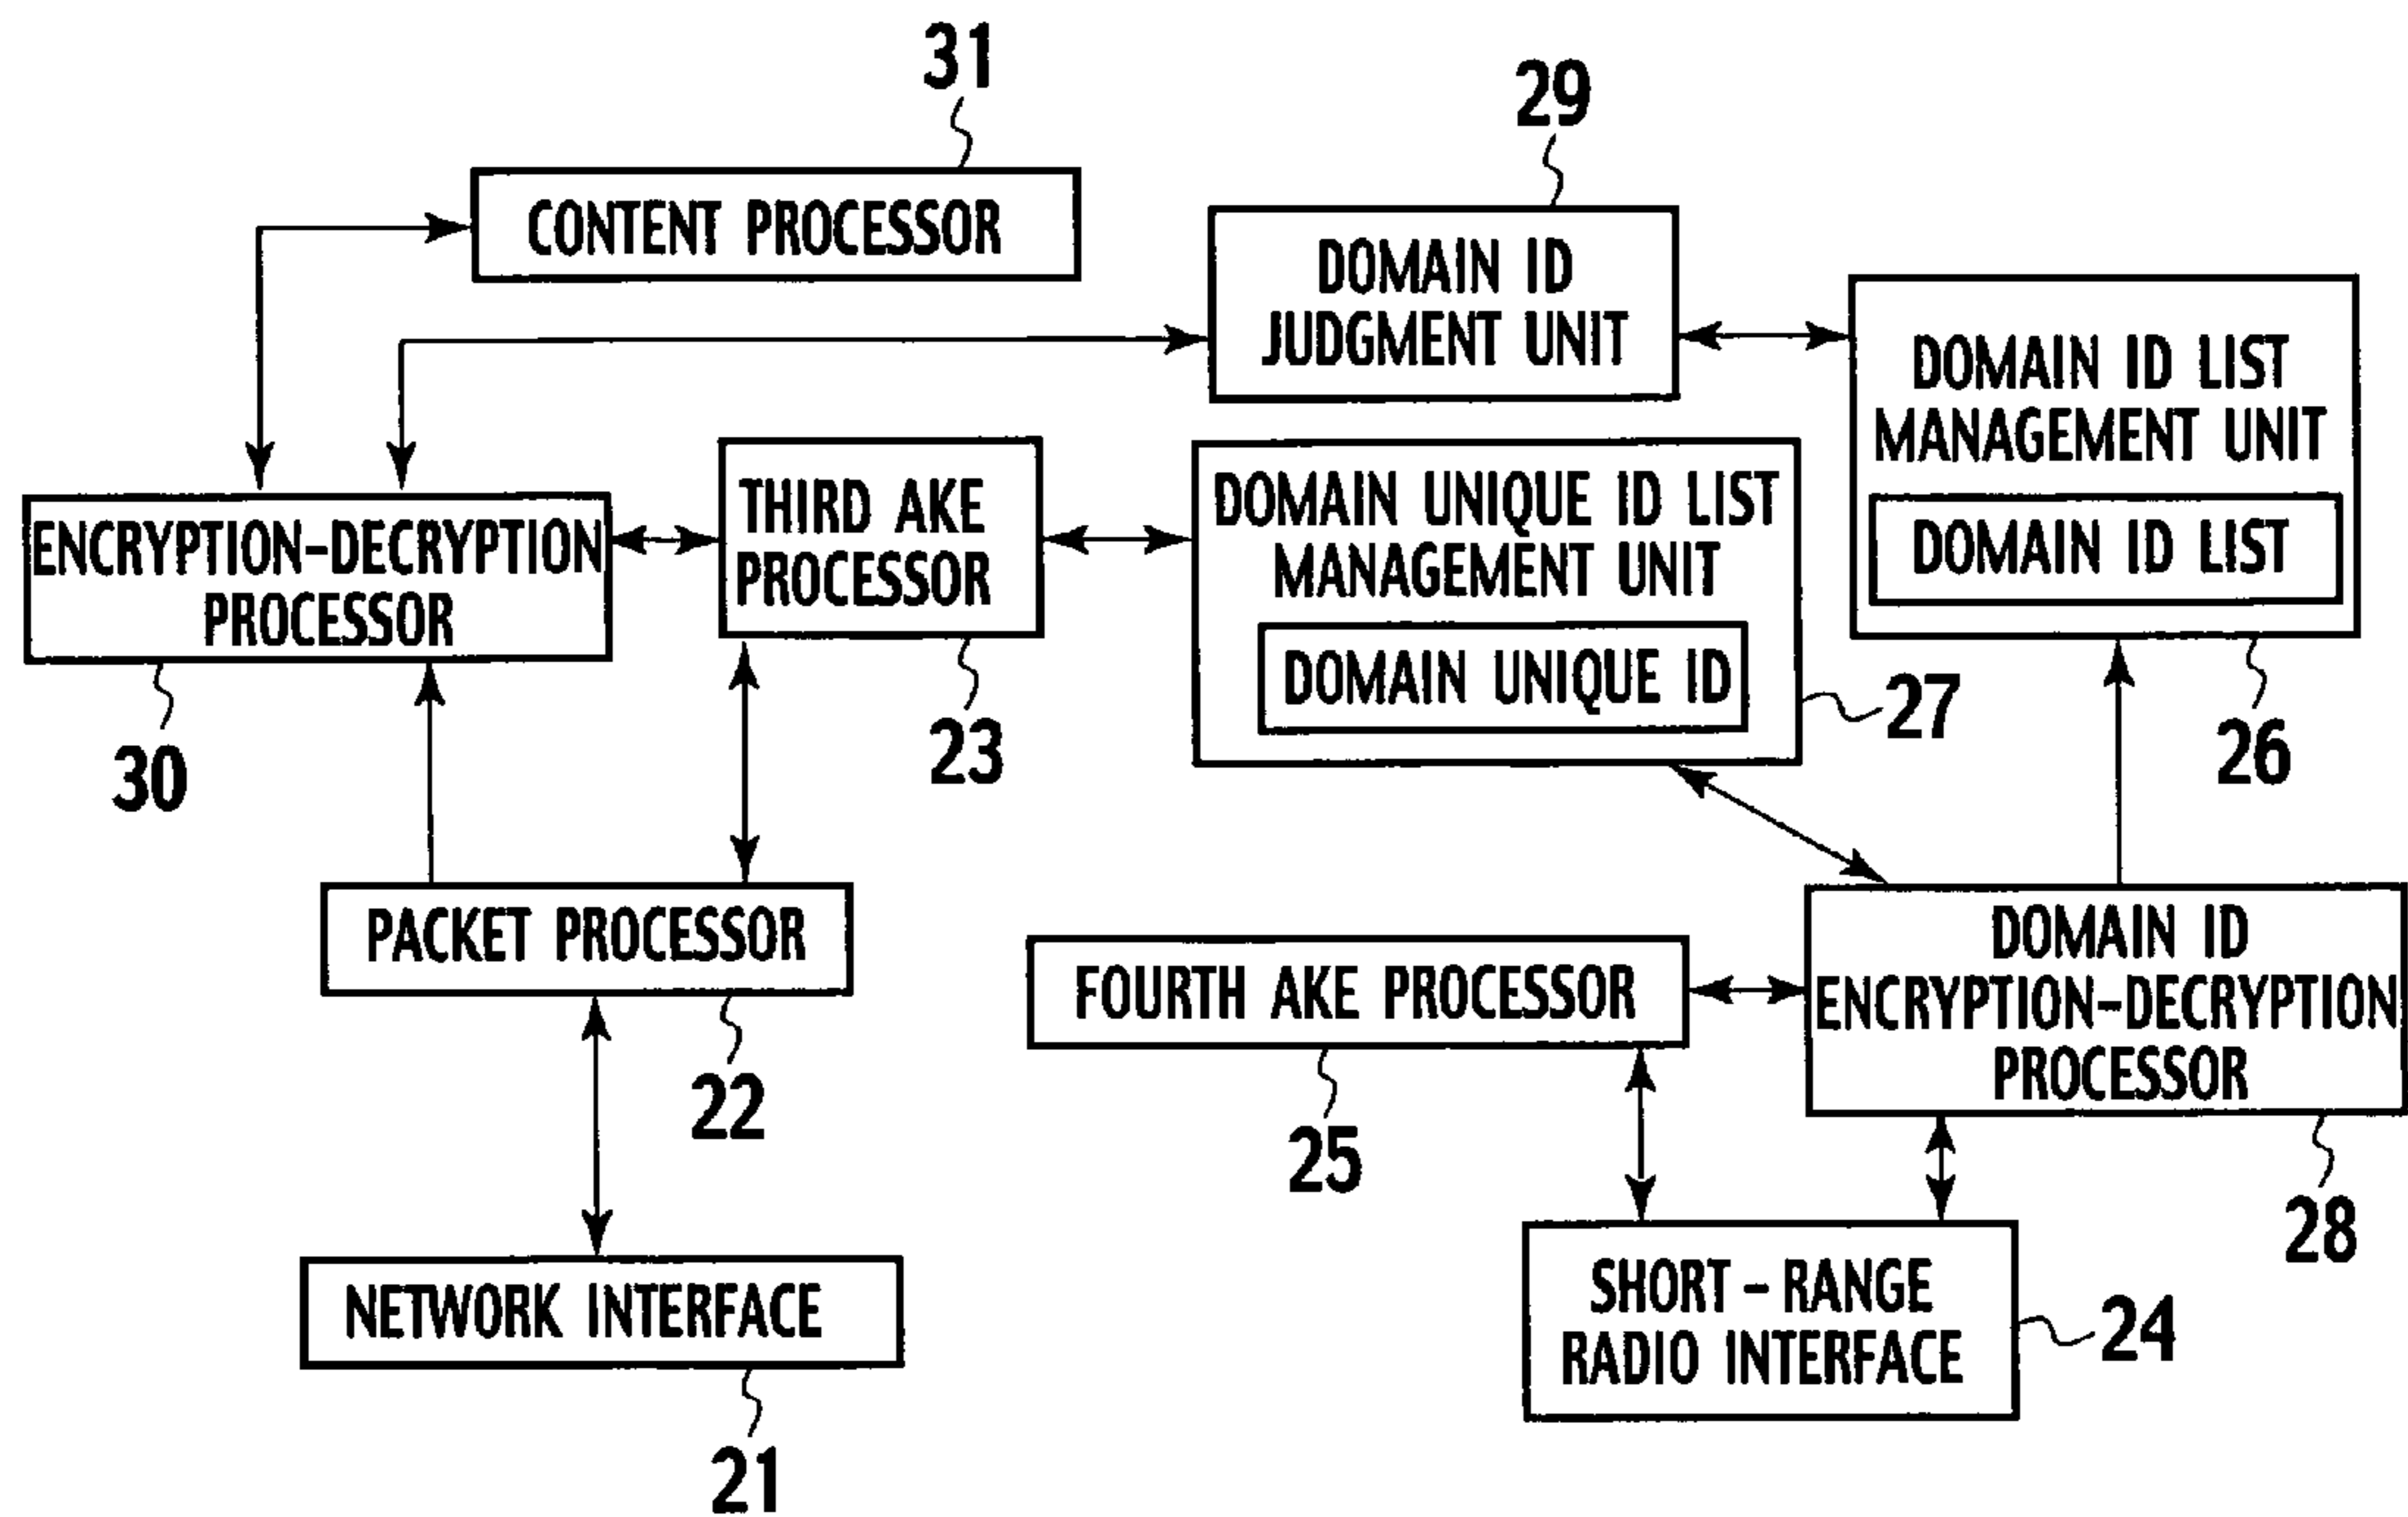 31
29
CONTENT PROCESSOR
DOMAIN ID
JUDGMENT UNIT
DOMAIN ID LIST
MANAGEMENT UNIT
DOMAIN ID LIST
26
ENCRYPTION-DECRYPTION
PROCESSOR
30
THIRD AKE
PROCESSOR
23
DOMAIN UNIQUE ID LIST
MANAGEMENT UNIT
DOMAIN UNIQUE ID
27
PACKET PROCESSOR
22
FOURTH AKE PROCESSOR
25
DOMAIN ID
ENCRYPTION-DECRYPTION
PROCESSOR
28
NETWORK INTERFACE
21
SHORT-RANGE
RADIO INTERFACE
24